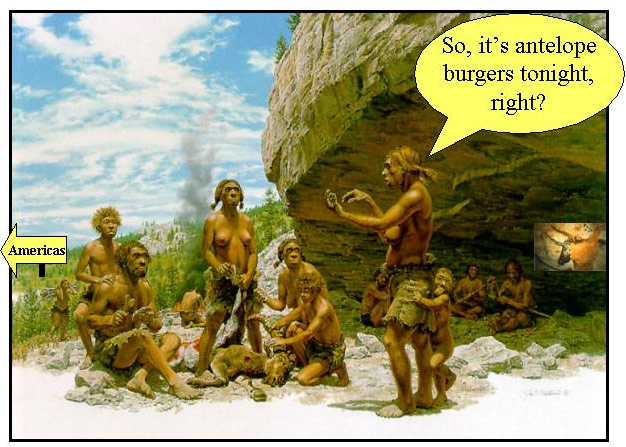 So, it's antelope
burgers tonight,
right?
Americas